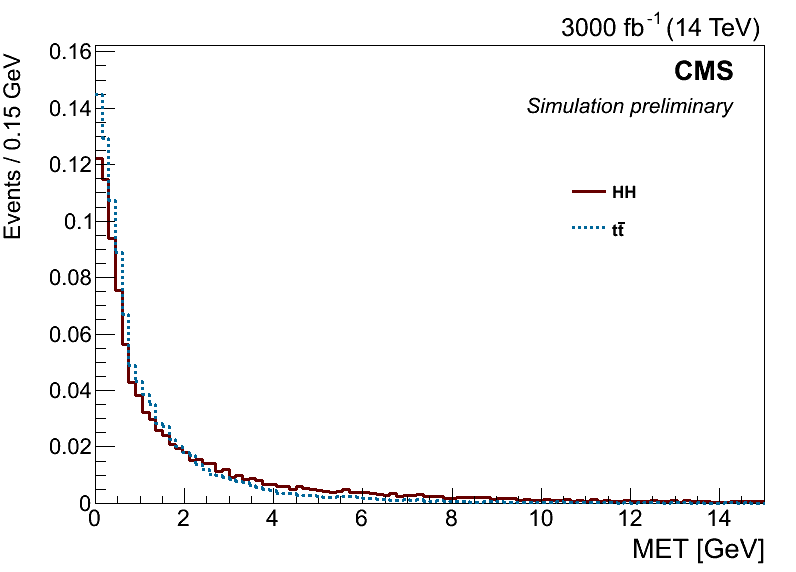 3000 fb⁻¹ (14 TeV)
CMS
Simulation preliminary
HH
tt̄
Events / 0.15 GeV
0.16
0.14
0.12
0.1
0.08
0.06
0.04
0.02
0
0 2 4 6 8 10 12 14
MET [GeV]